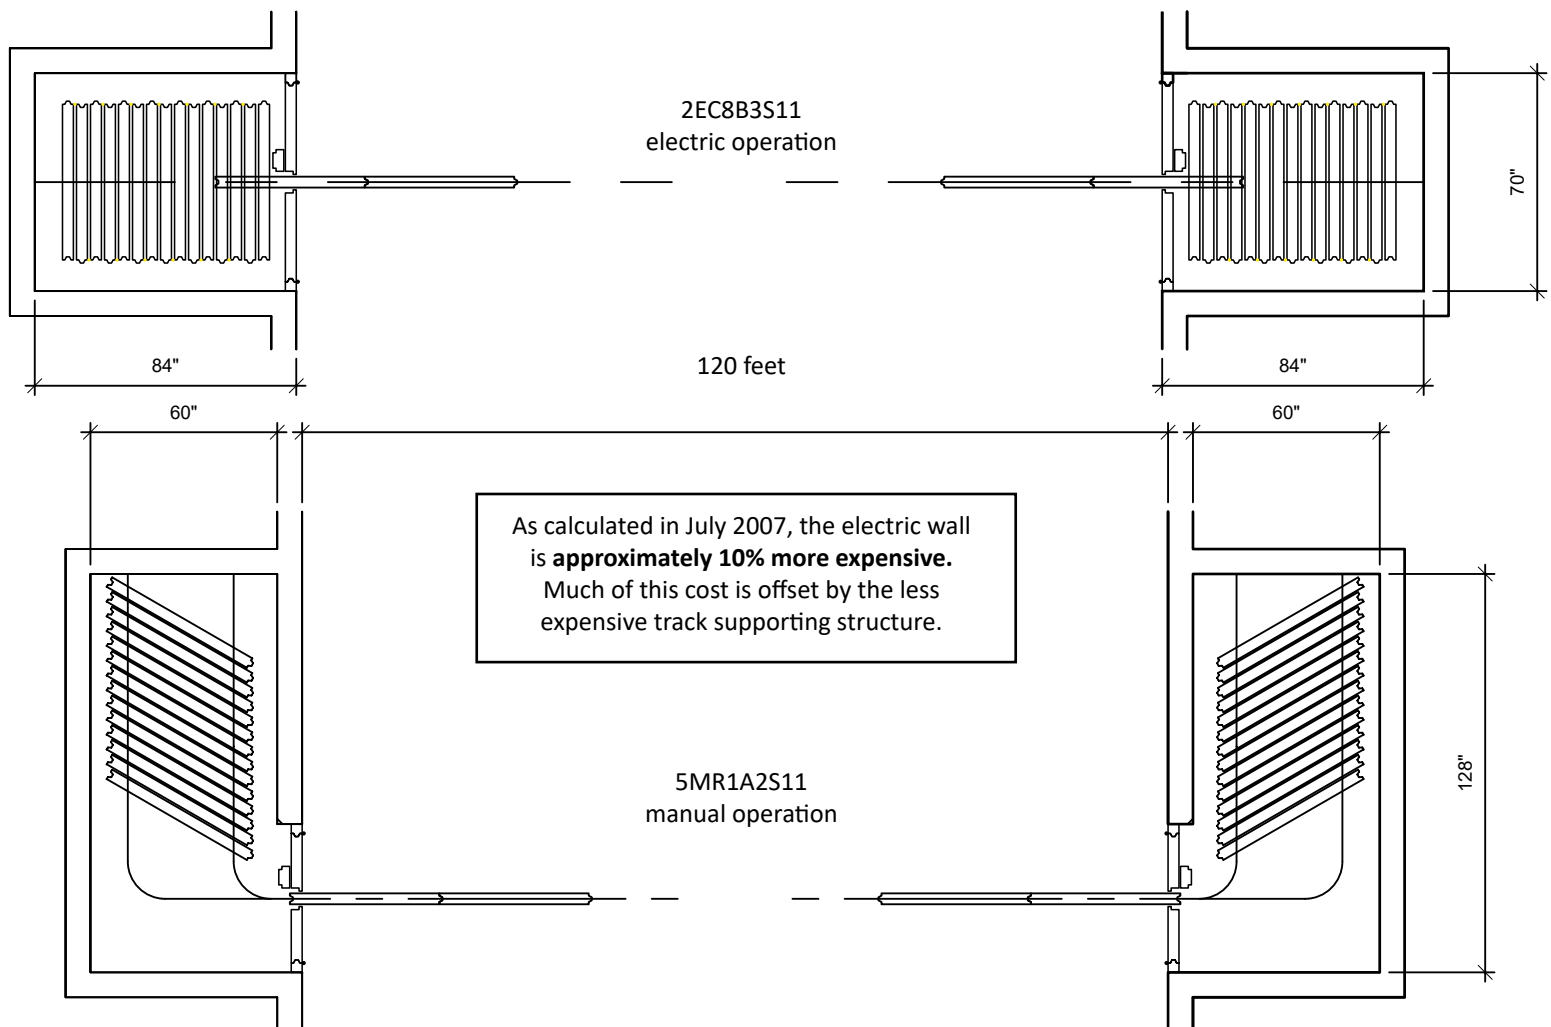 2EC8B3S11
electric operation
70"
84"
120 feet
84"
60"
60"
As calculated in July 2007, the electric wall
is approximately 10% more expensive.
Much of this cost is offset by the less
expensive track supporting structure.
128"
5MR1A2S11
manual operation